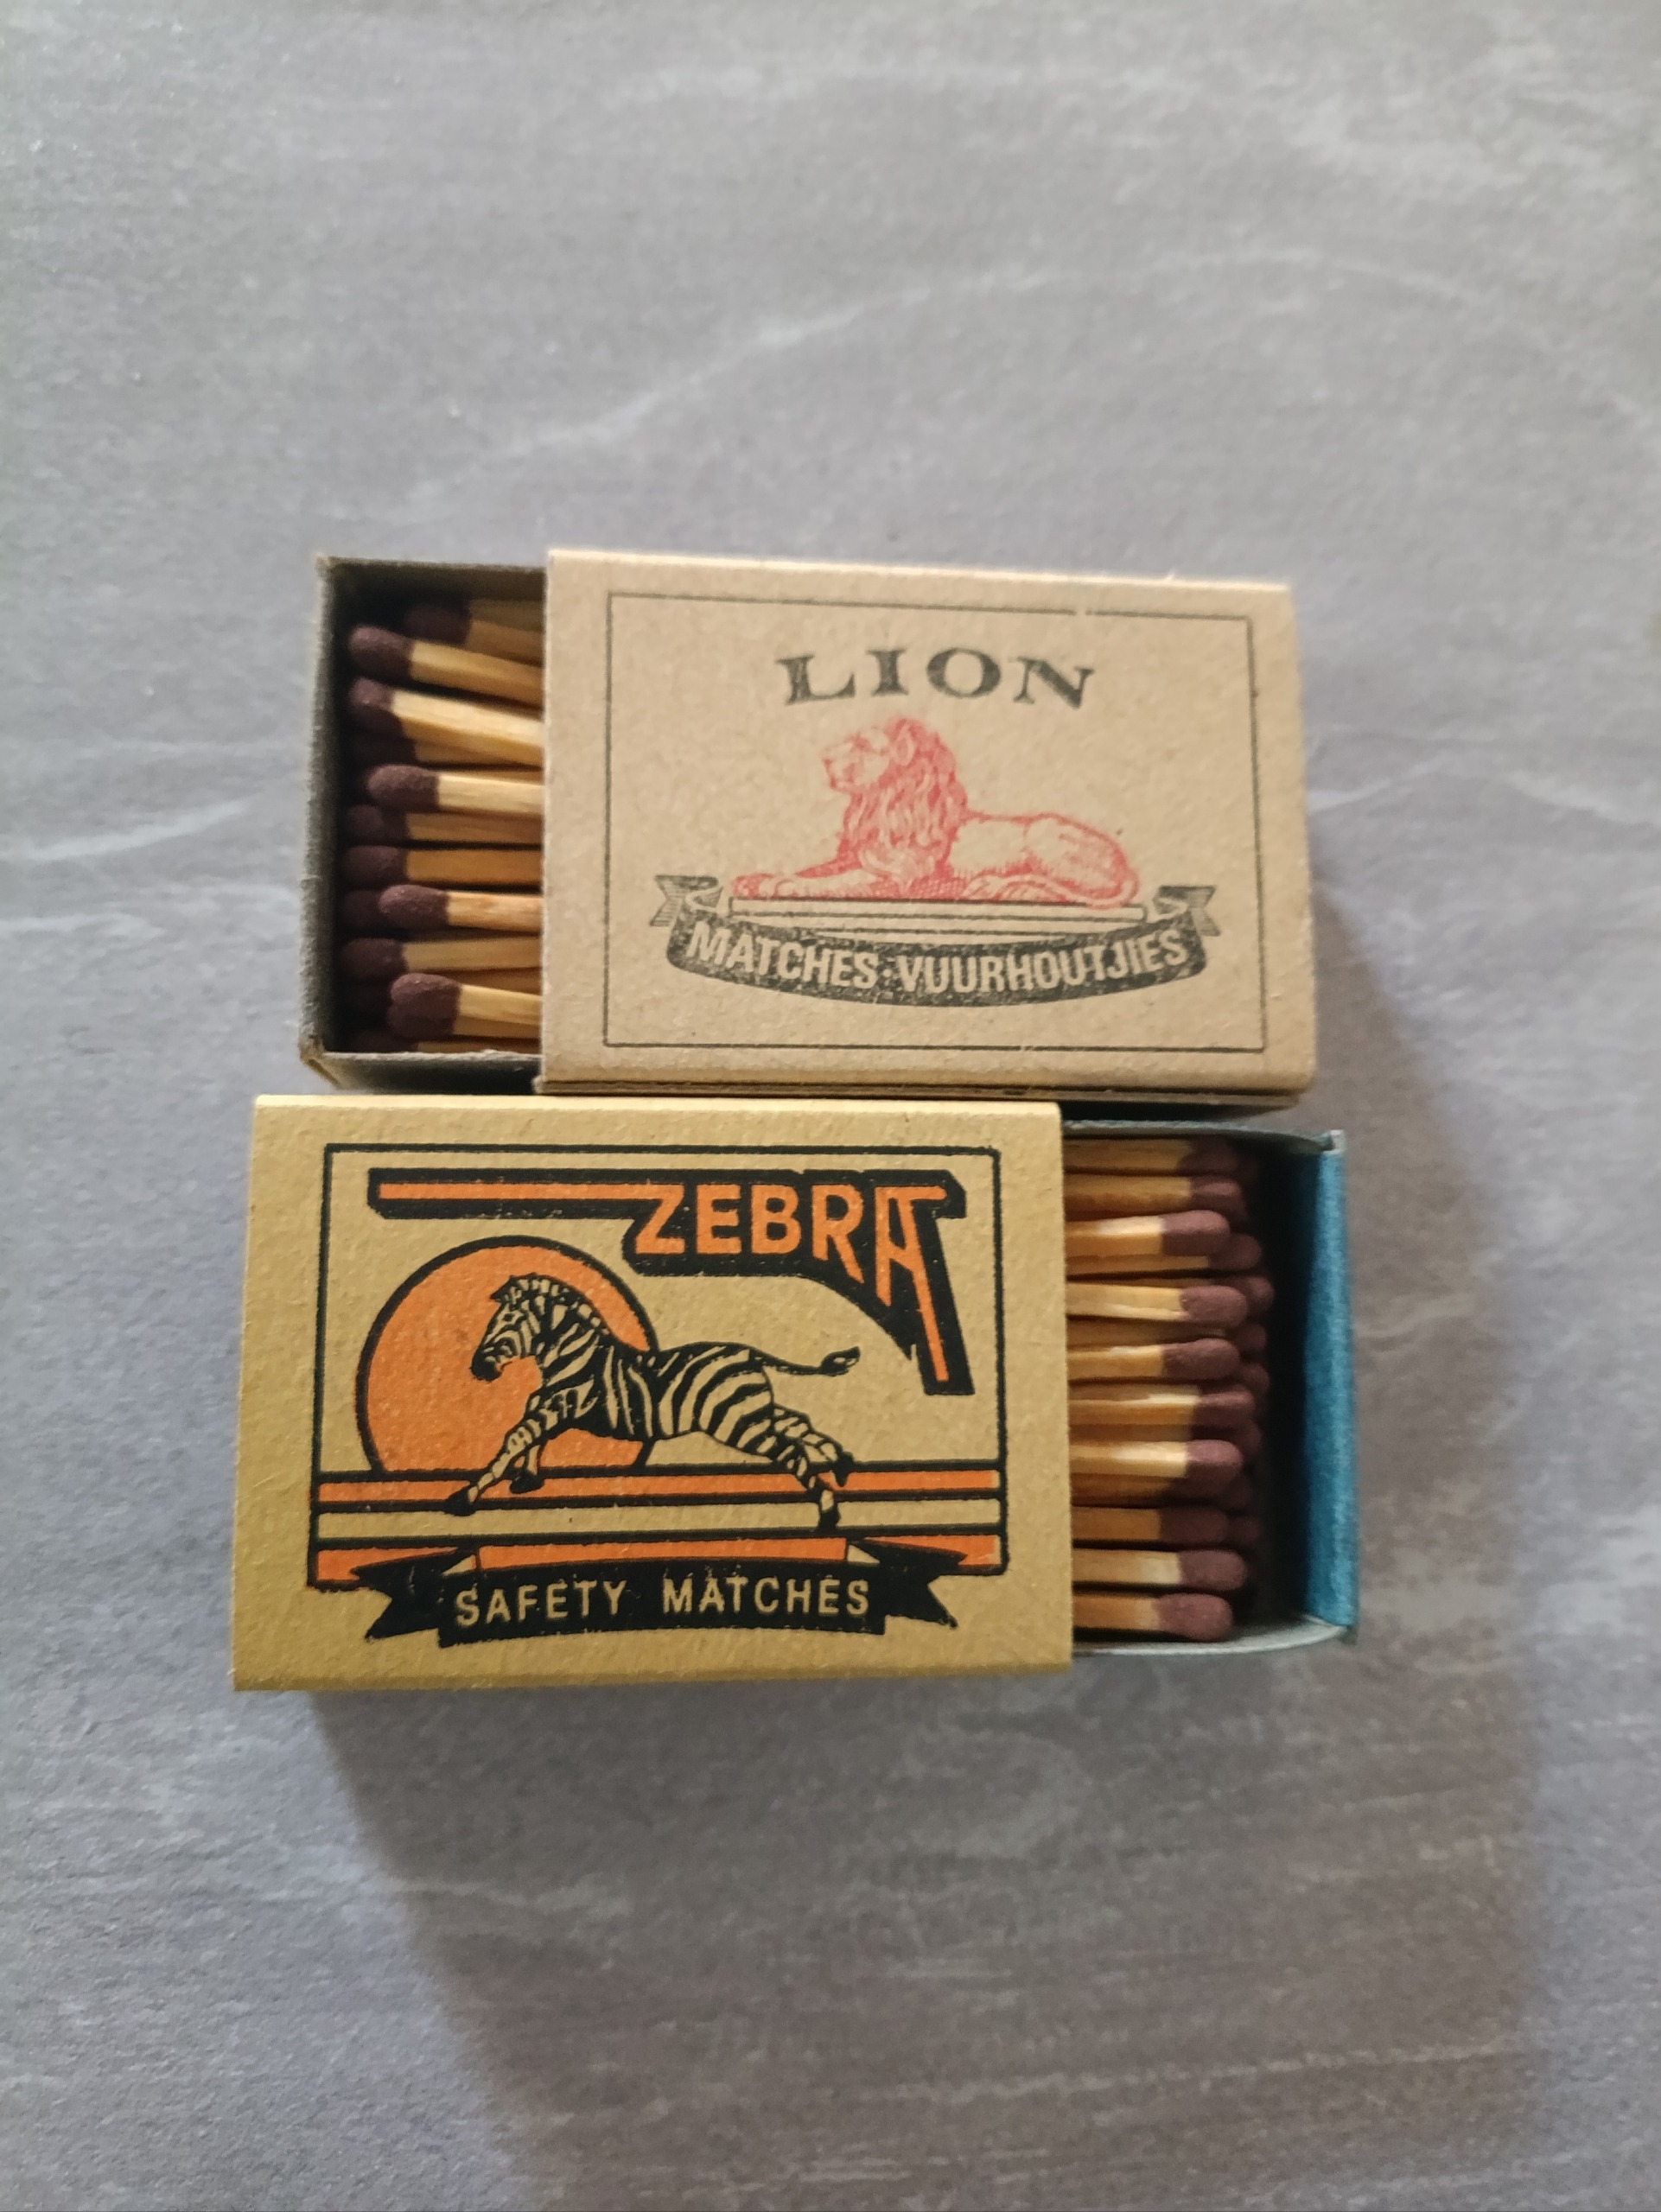 LION
MATCHES·VUURHOUTJIES
ZEBRA
SAFETY MATCHES